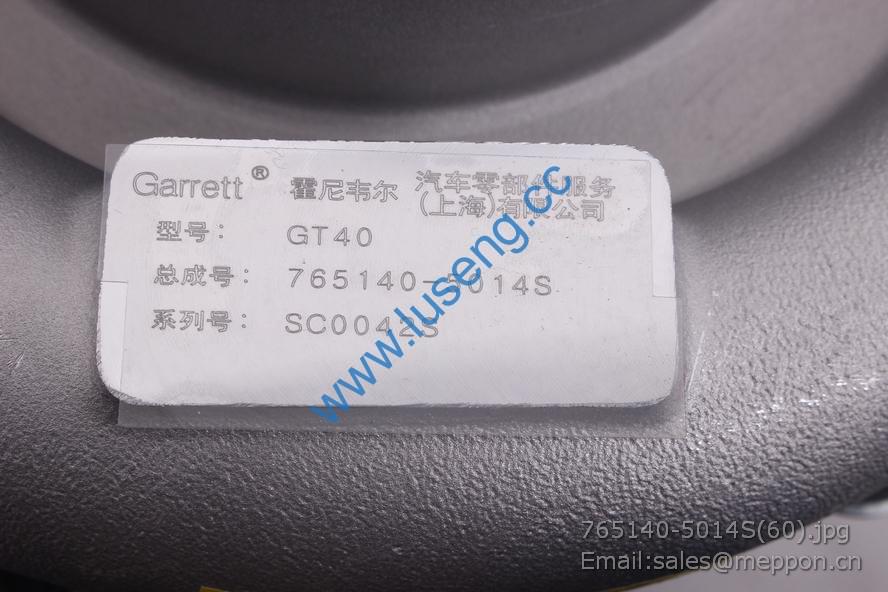 Garrett® 霍尼韦尔 汽车零部件服务
(上海)有限公司
型号: GT40
总成号: 765140-5014S
系列号: SC0042S
www.luseng.cc
765140-5014S(60).jpg
Email:sales@meppon.cn